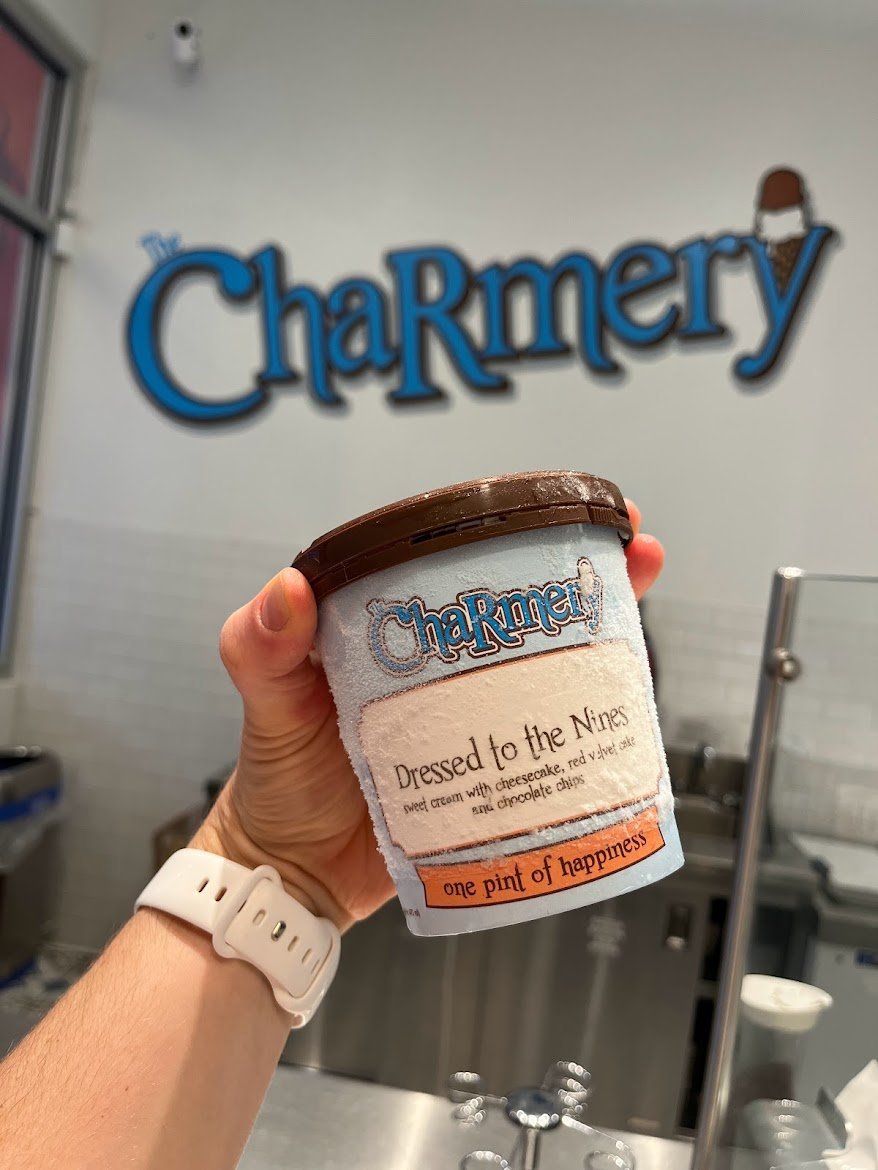 The
Charmery
The Charmery
Dressed to the Nines
sweet cream with cheesecake, red velvet cake
and chocolate chips
one pint of happiness